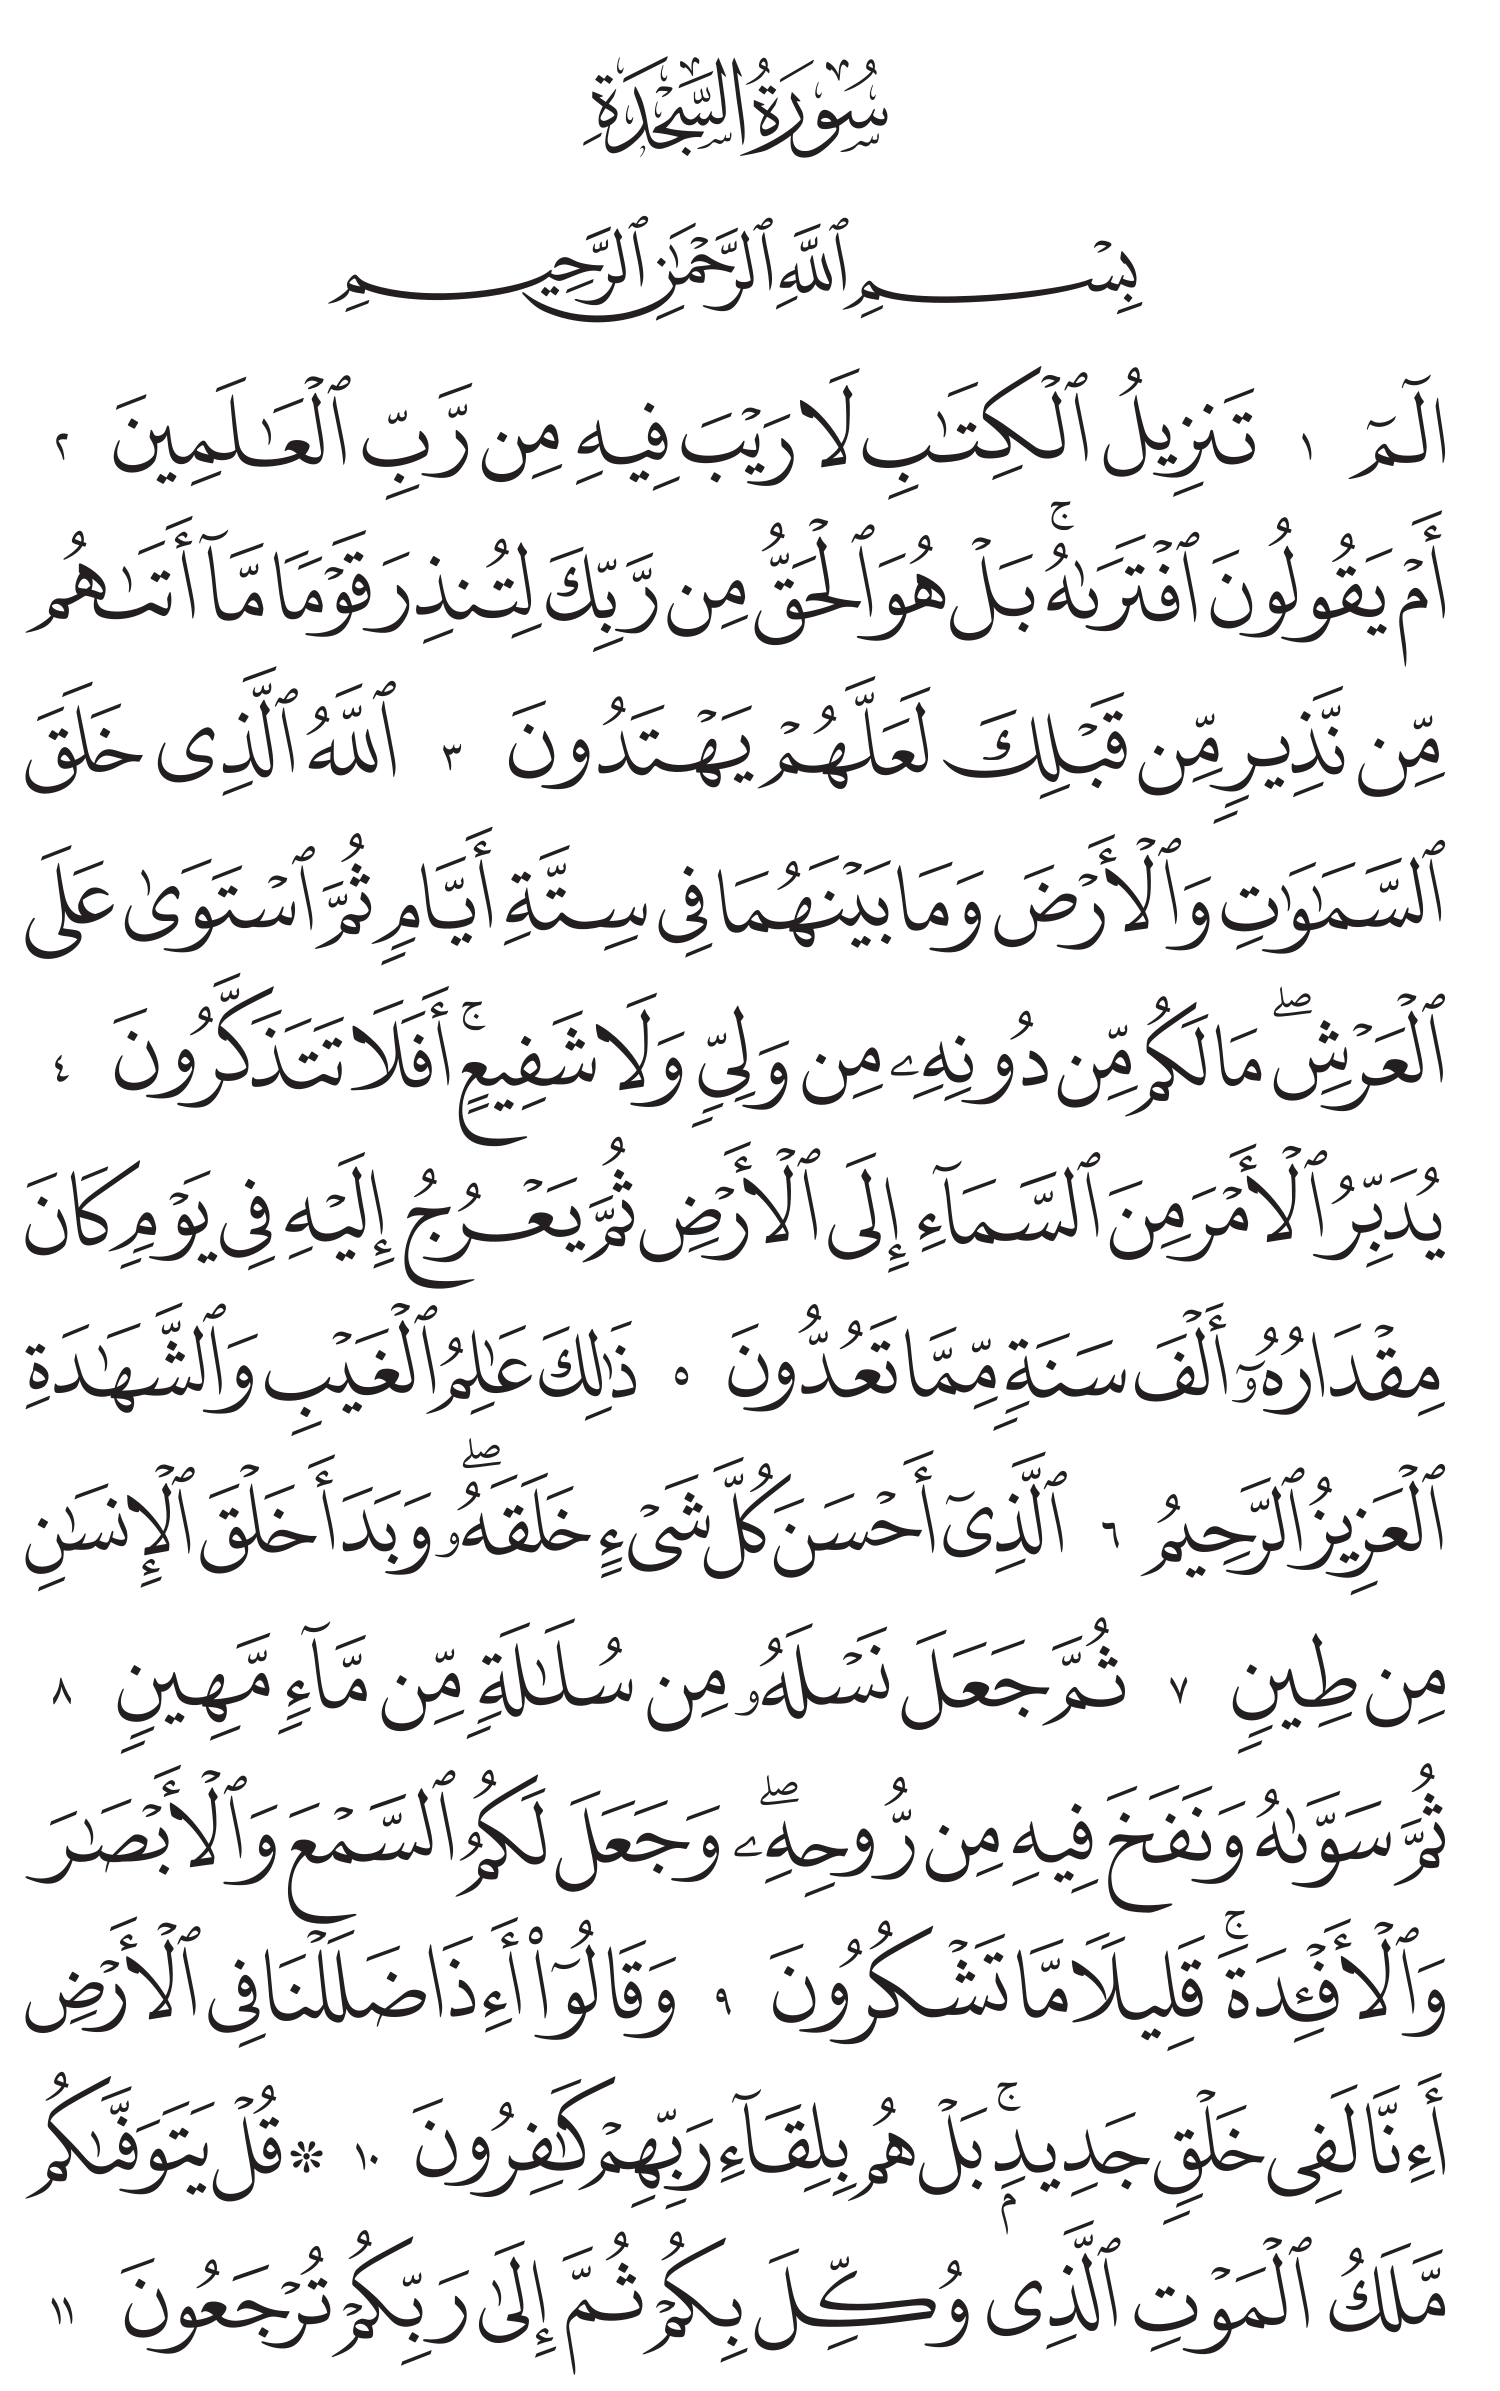 سُورَةُ السَّجْدَةِ
بِسْمِ ٱللَّهِ ٱلرَّحْمَٰنِ ٱلرَّحِيمِ
الٓمٓ ١ تَنزِيلُ ٱلْكِتَٰبِ لَا رَيْبَ فِيهِ مِن رَّبِّ ٱلْعَٰلَمِينَ ٢
أَمْ يَقُولُونَ ٱفْتَرَىٰهُۚ بَلْ هُوَ ٱلْحَقُّ مِن رَّبِّكَ لِتُنذِرَ قَوْمًا مَّآ أَتَىٰهُم
مِّن نَّذِيرٍ مِّن قَبْلِكَ لَعَلَّهُمْ يَهْتَدُونَ ٣ ٱللَّهُ ٱلَّذِى خَلَقَ
ٱلسَّمَٰوَٰتِ وَٱلْأَرْضَ وَمَا بَيْنَهُمَا فِى سِتَّةِ أَيَّامٍ ثُمَّ ٱسْتَوَىٰ عَلَى
ٱلْعَرْشِۖ مَا لَكُم مِّن دُونِهِۦ مِن وَلِىٍّ وَلَا شَفِيعٍۚ أَفَلَا تَتَذَكَّرُونَ ٤
يُدَبِّرُ ٱلْأَمْرَ مِنَ ٱلسَّمَآءِ إِلَى ٱلْأَرْضِ ثُمَّ يَعْرُجُ إِلَيْهِ فِى يَوْمٍ كَانَ
مِقْدَارُهُۥٓ أَلْفَ سَنَةٍ مِّمَّا تَعُدُّونَ ٥ ذَٰلِكَ عَٰلِمُ ٱلْغَيْبِ وَٱلشَّهَٰدَةِ
ٱلْعَزِيزُ ٱلرَّحِيمُ ٦ ٱلَّذِىٓ أَحْسَنَ كُلَّ شَىْءٍ خَلَقَهُۥۖ وَبَدَأَ خَلْقَ ٱلْإِنسَٰنِ
مِن طِينٍ ٧ ثُمَّ جَعَلَ نَسْلَهُۥ مِن سُلَٰلَةٍ مِّن مَّآءٍ مَّهِينٍ ٨
ثُمَّ سَوَّىٰهُ وَنَفَخَ فِيهِ مِن رُّوحِهِۦۖ وَجَعَلَ لَكُمُ ٱلسَّمْعَ وَٱلْأَبْصَٰرَ
وَٱلْأَفْـِٔدَةَۚ قَلِيلًا مَّا تَشْكُرُونَ ٩ وَقَالُوٓا۟ أَءِذَا ضَلَلْنَا فِى ٱلْأَرْضِ
أَءِنَّا لَفِى خَلْقٍ جَدِيدٍۭۚ بَلْ هُم بِلِقَآءِ رَبِّهِمْ كَٰفِرُونَ ١٠ ۞ قُلْ يَتَوَفَّىٰكُم
مَّلَكُ ٱلْمَوْتِ ٱلَّذِى وُكِّلَ بِكُمْ ثُمَّ إِلَىٰ رَبِّكُمْ تُرْجَعُونَ ١١